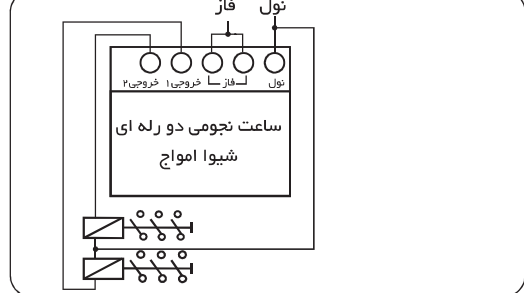 فاز نول
خروجی۲ خروجی۱ فاز نول
ساعت نجومی دو رله ای
شیوا امواج